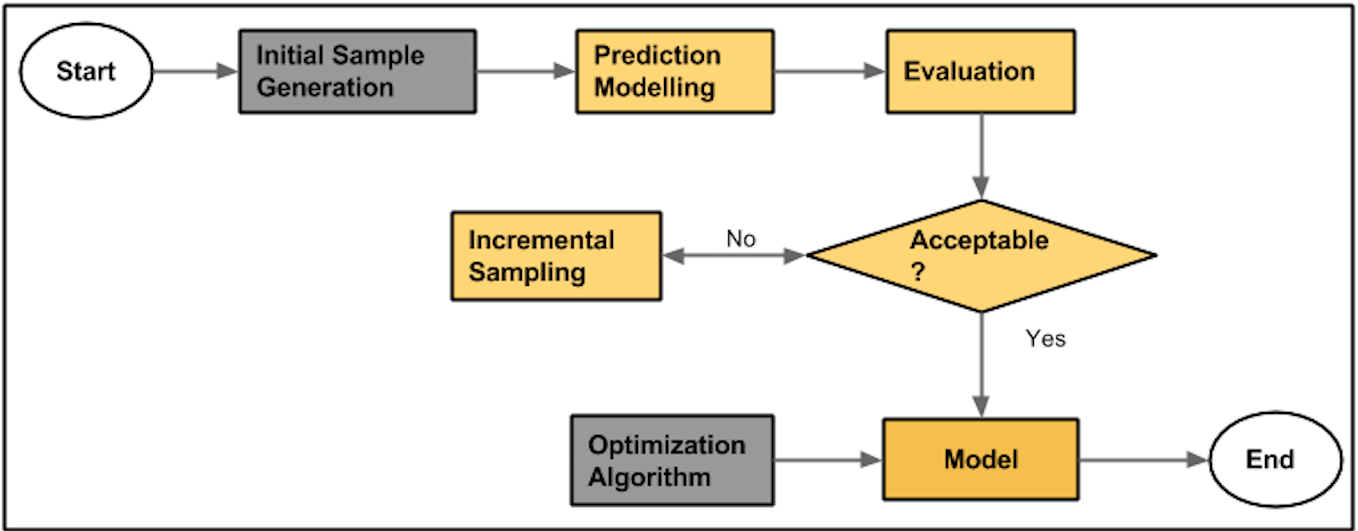 Start
Initial Sample
Generation
Prediction
Modelling
Evaluation
Incremental
Sampling
No
Acceptable
?
Yes
Optimization
Algorithm
Model
End